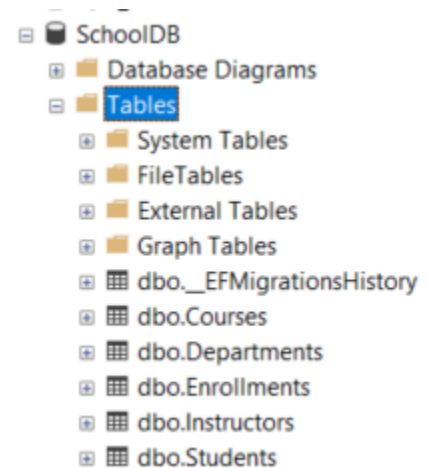 SchoolDB
Database Diagrams
Tables
System Tables
FileTables
External Tables
Graph Tables
dbo.__EFMigrationsHistory
dbo.Courses
dbo.Departments
dbo.Enrollments
dbo.Instructors
dbo.Students